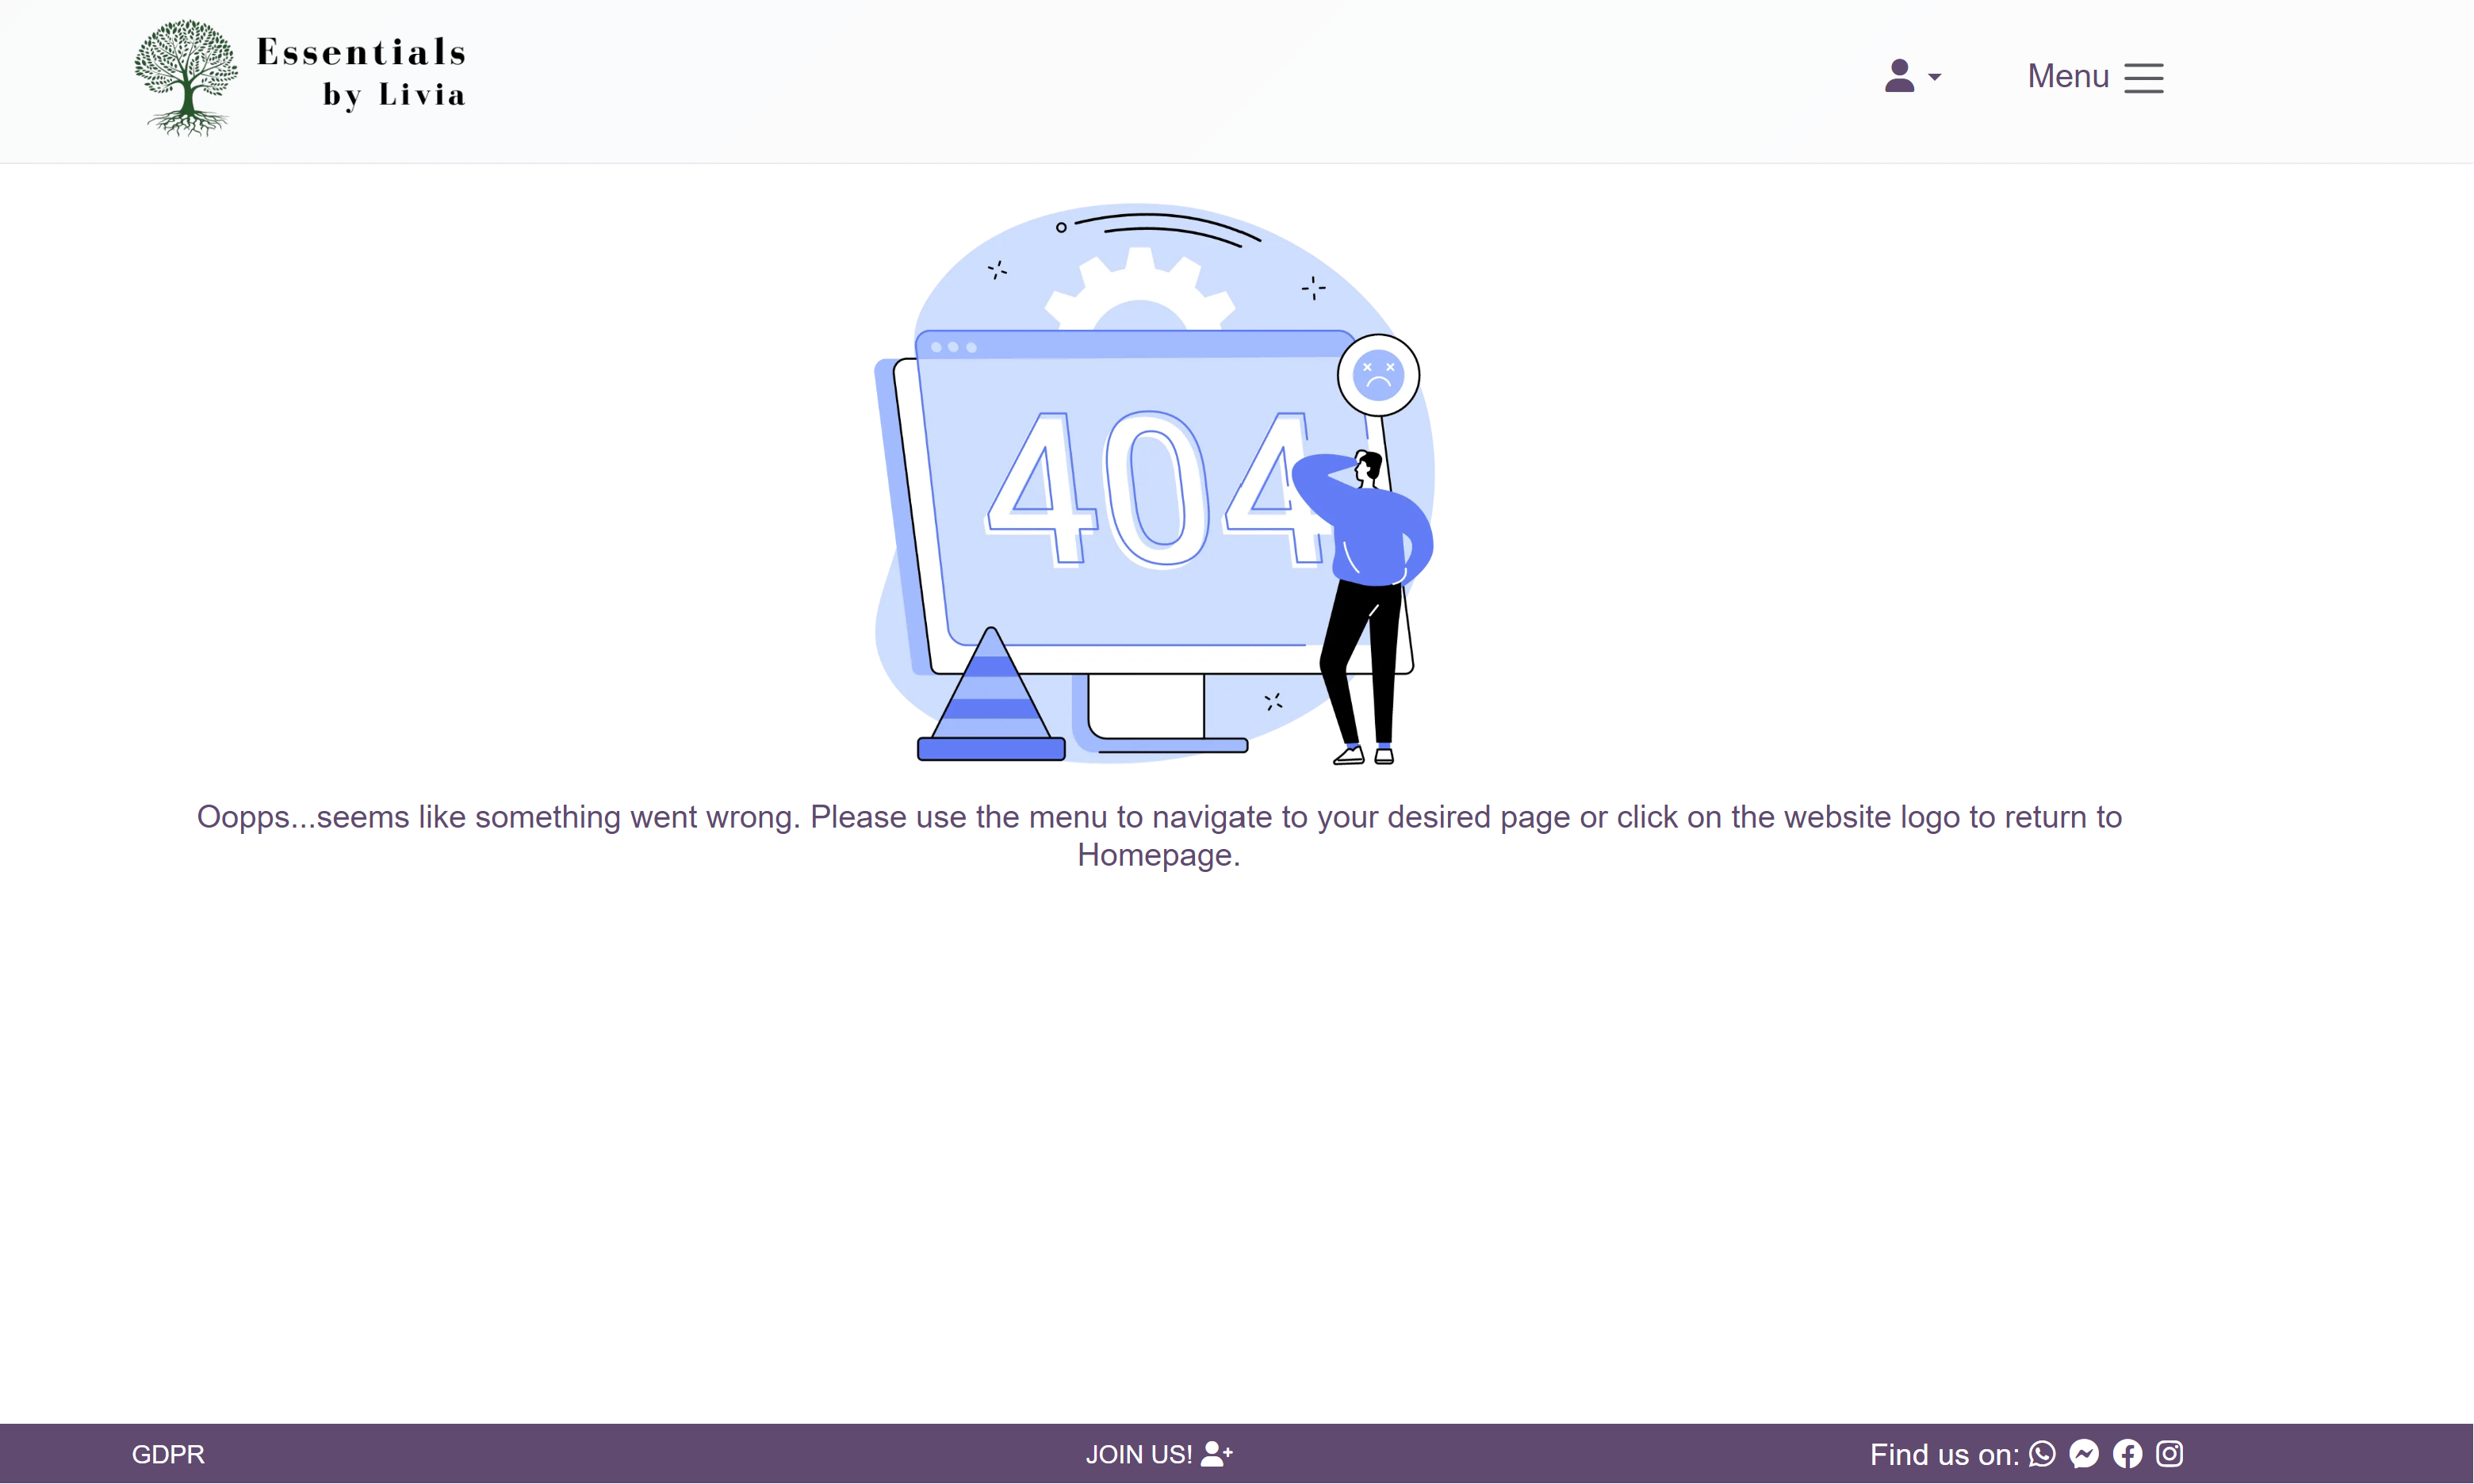 Essentials
by Livia
Menu
404
Oopps...seems like something went wrong. Please use the menu to navigate to your desired page or click on the website logo to return to
Homepage.
GDPR
JOIN US!
Find us on: